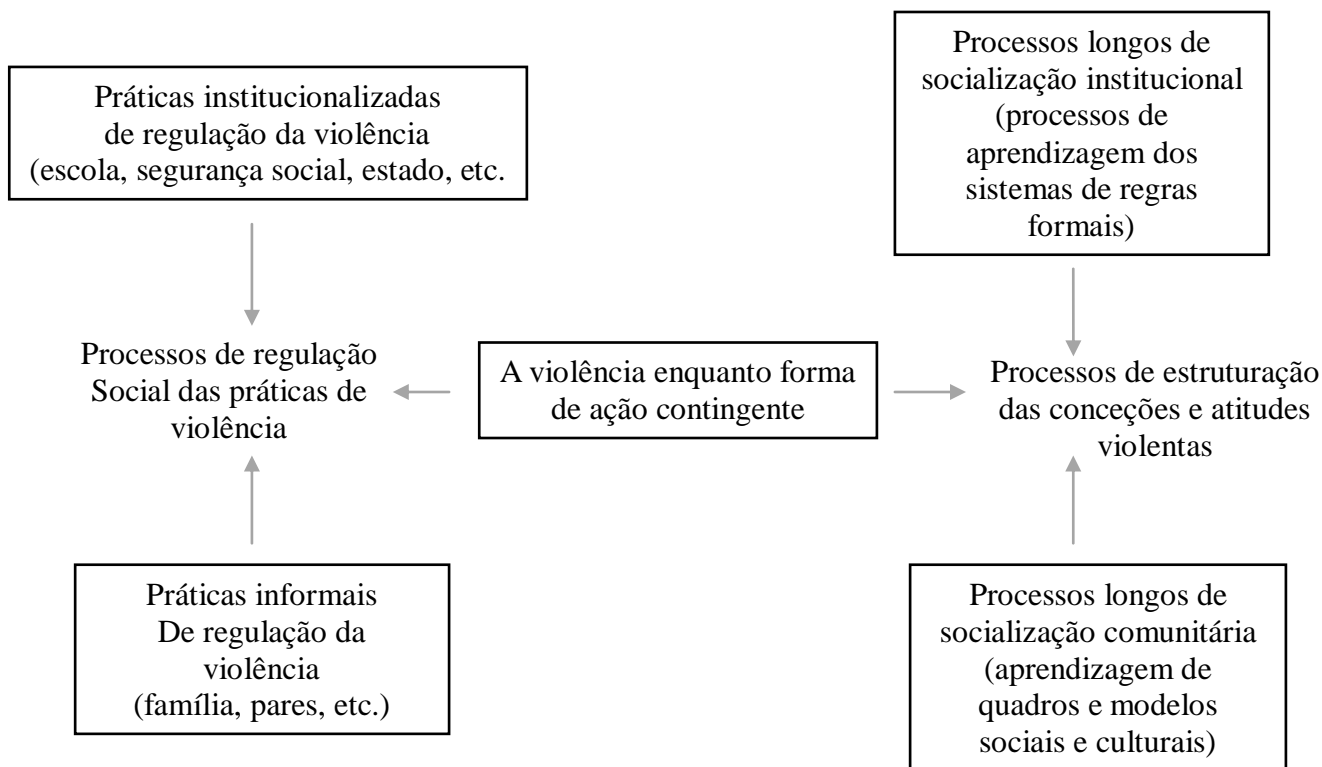 Práticas institucionalizadas
de regulação da violência
(escola, segurança social, estado, etc.
Processos longos de
socialização institucional
(processos de
aprendizagem dos
sistemas de regras
formais)
Processos de regulação
Social das práticas de
violência
A violência enquanto forma
de ação contingente
Processos de estruturação
das conceções e atitudes
violentas
Práticas informais
De regulação da
violência
(família, pares, etc.)
Processos longos de
socialização comunitária
(aprendizagem de
quadros e modelos
sociais e culturais)